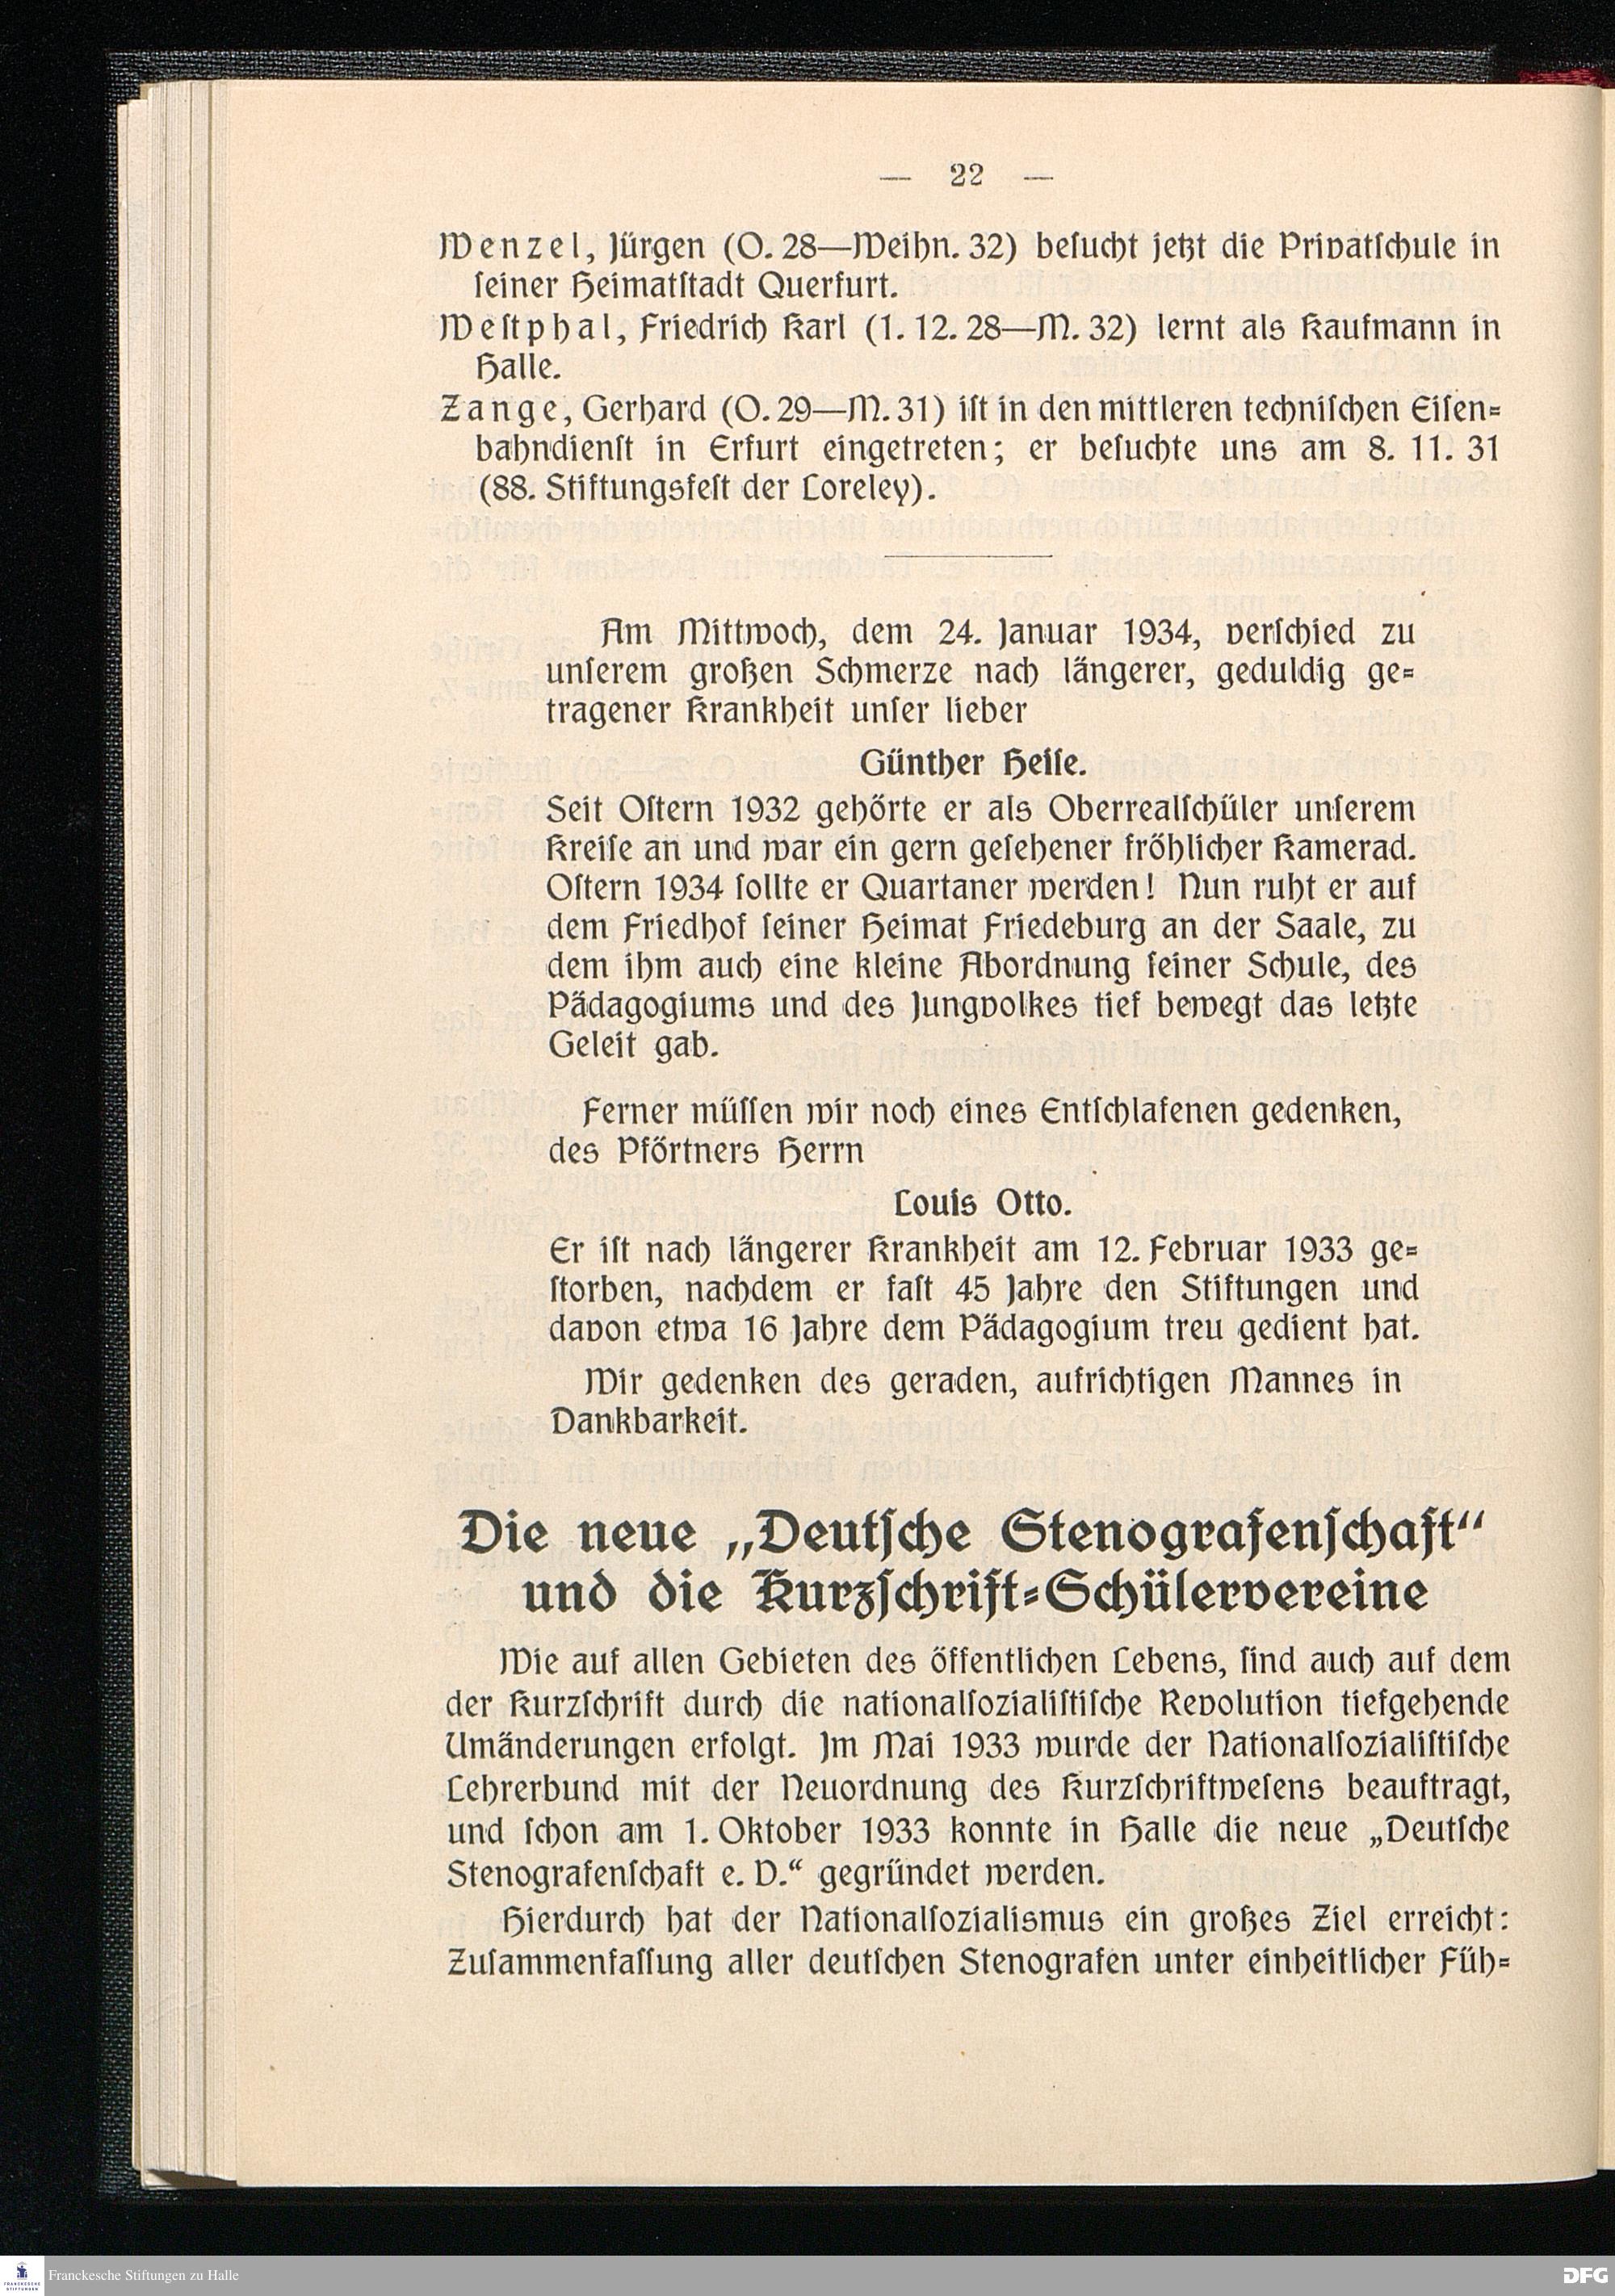 — 22 —
Wenzel, Jürgen (O. 28—Weihn. 32) beſucht jetzt die Privatſchule in
ſeiner Heimatſtadt Querfurt.
Weſtphal, Friedrich Karl (1. 12. 28—M. 32) lernt als Kaufmann in
Halle.
Zange, Gerhard (O. 29—M. 31) iſt in den mittleren techniſchen Eiſen-
bahndienſt in Erfurt eingetreten; er beſuchte uns am 8. 11. 31
(88. Stiftungsfeſt der Loreley).
Am Mittwoch, dem 24. Januar 1934, verſchied zu
unſerem großen Schmerze nach längerer, geduldig ge-
tragener Krankheit unſer lieber
Günther Heiſe.
Seit Oſtern 1932 gehörte er als Oberrealſchüler unſerem
Kreiſe an und war ein gern geſehener fröhlicher Kamerad.
Oſtern 1934 ſollte er Quartaner werden! Nun ruht er auf
dem Friedhof ſeiner Heimat Friedeburg an der Saale, zu
dem ihm auch eine kleine Abordnung ſeiner Schule, des
Pädagogiums und des Jungvolkes tief bewegt das letzte
Geleit gab.
Ferner müſſen wir noch eines Entſchlafenen gedenken,
des Pförtners Herrn
Louis Otto.
Er iſt nach längerer Krankheit am 12. Februar 1933 ge-
ſtorben, nachdem er faſt 45 Jahre den Stiftungen und
davon etwa 16 Jahre dem Pädagogium treu gedient hat.
Wir gedenken des geraden, aufrichtigen Mannes in
Dankbarkeit.
Die neue „Deutſche Stenografenſchaft“
und die Kurzſchrift-Schülervereine
Wie auf allen Gebieten des öffentlichen Lebens, ſind auch auf dem
der Kurzſchrift durch die nationalſozialiſtiſche Revolution tiefgehende
Umänderungen erfolgt. Im Mai 1933 wurde der Nationalſozialiſtiſche
Lehrerbund mit der Neuordnung des Kurzſchriftweſens beauftragt,
und ſchon am 1. Oktober 1933 konnte in Halle die neue „Deutſche
Stenografenſchaft e. V.“ gegründet werden.
Hierdurch hat der Nationalſozialismus ein großes Ziel erreicht:
Zuſammenfaſſung aller deutſchen Stenografen unter einheitlicher Füh-
FRANCKESCHE
STIFTUNGEN
Franckesche Stiftungen zu Halle
DFG